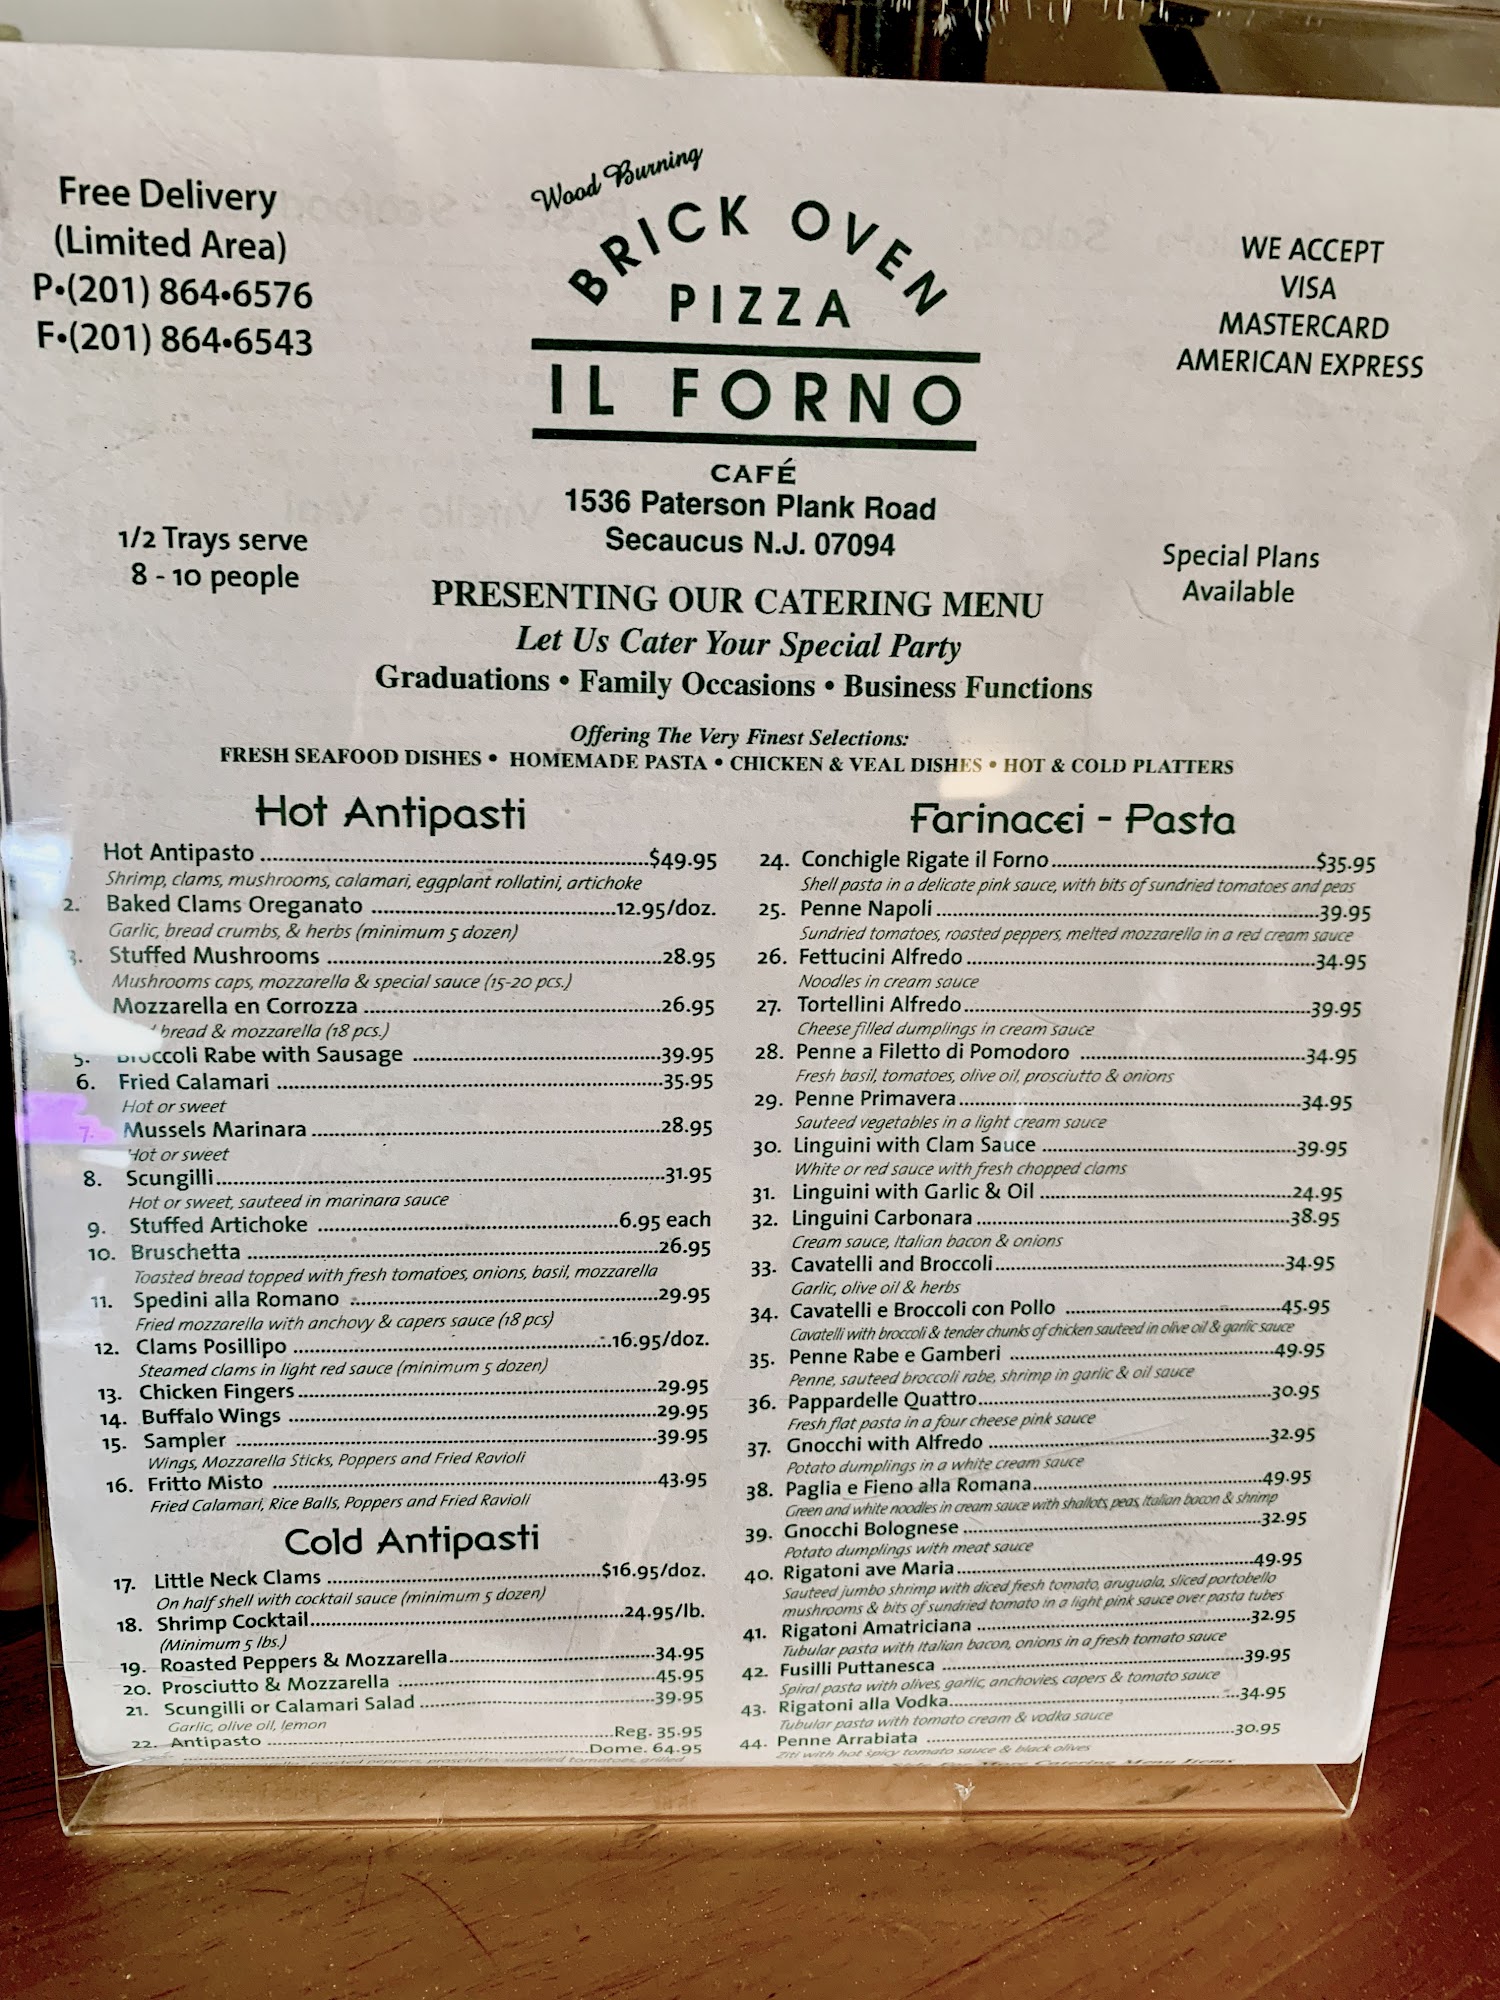 Free Delivery
(Limited Area)
P•(201) 864•6576
F•(201) 864•6543
Wood Burning
BRICK OVEN
PIZZA
IL FORNO
CAFÉ
1536 Paterson Plank Road
Secaucus N.J. 07094
WE ACCEPT
VISA
MASTERCARD
AMERICAN EXPRESS
1/2 Trays serve
8 - 10 people
Special Plans
Available
PRESENTING OUR CATERING MENU
Let Us Cater Your Special Party
Graduations • Family Occasions • Business Functions
Offering The Very Finest Selections:
FRESH SEAFOOD DISHES • HOMEMADE PASTA • CHICKEN & VEAL DISHES • HOT & COLD PLATTERS
Hot Antipasti
Hot Antipasto ........ $49.95
Shrimp, clams, mushrooms, calamari, eggplant rollatini, artichoke
2. Baked Clams Oreganato ........ 12.95/doz.
Garlic, bread crumbs, & herbs (minimum 5 dozen)
3. Stuffed Mushrooms ........ 28.95
Mushrooms caps, mozzarella & special sauce (15-20 pcs.)
Mozzarella en Corrozza ........ 26.95
bread & mozzarella (18 pcs.)
5. Broccoli Rabe with Sausage ........ 39.95
6. Fried Calamari ........ 35.95
Hot or sweet
7. Mussels Marinara ........ 28.95
Hot or sweet
8. Scungilli ........ 31.95
Hot or sweet, sauteed in marinara sauce
9. Stuffed Artichoke ........ 6.95 each
10. Bruschetta ........ 26.95
Toasted bread topped with fresh tomatoes, onions, basil, mozzarella
11. Spedini alla Romano ........ 29.95
Fried mozzarella with anchovy & capers sauce (18 pcs)
12. Clams Posillipo ........ 16.95/doz.
Steamed clams in light red sauce (minimum 5 dozen)
13. Chicken Fingers ........ 29.95
14. Buffalo Wings ........ 29.95
15. Sampler ........ 39.95
Wings, Mozzarella Sticks, Poppers and Fried Ravioli
16. Fritto Misto ........ 43.95
Fried Calamari, Rice Balls, Poppers and Fried Ravioli
Cold Antipasti
17. Little Neck Clams ........ $16.95/doz.
On half shell with cocktail sauce (minimum 5 dozen)
18. Shrimp Cocktail ........ 24.95/lb.
(Minimum 5 lbs.)
19. Roasted Peppers & Mozzarella ........ 34.95
20. Prosciutto & Mozzarella ........ 45.95
21. Scungilli or Calamari Salad ........ 39.95
Garlic, olive oil, lemon
22. Antipasto ........ Reg. 35.95
........ Dome. 64.95
roasted peppers, prosciutto, sundried tomatoes, grilled
Farinacci - Pasta
24. Conchigle Rigate il Forno ........ $35.95
Shell pasta in a delicate pink sauce, with bits of sundried tomatoes and peas
25. Penne Napoli ........ 39.95
Sundried tomatoes, roasted peppers, melted mozzarella in a red cream sauce
26. Fettucini Alfredo ........ 34.95
Noodles in cream sauce
27. Tortellini Alfredo ........ 39.95
Cheese filled dumplings in cream sauce
28. Penne a Filetto di Pomodoro ........ 34.95
Fresh basil, tomatoes, olive oil, prosciutto & onions
29. Penne Primavera ........ 34.95
Sauteed vegetables in a light cream sauce
30. Linguini with Clam Sauce ........ 39.95
White or red sauce with fresh chopped clams
31. Linguini with Garlic & Oil ........ 24.95
32. Linguini Carbonara ........ 38.95
Cream sauce, Italian bacon & onions
33. Cavatelli and Broccoli ........ 34.95
Garlic, olive oil & herbs
34. Cavatelli e Broccoli con Pollo ........ 45.95
Cavatelli with broccoli & tender chunks of chicken sauteed in olive oil & garlic sauce
35. Penne Rabe e Gamberi ........ 49.95
Penne, sauteed broccoli rabe, shrimp in garlic & oil sauce
36. Pappardelle Quattro ........ 30.95
Fresh flat pasta in a four cheese pink sauce
37. Gnocchi with Alfredo ........ 32.95
Potato dumplings in a white cream sauce
38. Paglia e Fieno alla Romana ........ 49.95
Green and white noodles in cream sauce with shallots, peas, Italian bacon & shrimp
39. Gnocchi Bolognese ........ 32.95
Potato dumplings with meat sauce
40. Rigatoni ave Maria ........ 49.95
Sauteed jumbo shrimp with diced fresh tomato, aruguala, sliced portobello
mushrooms & bits of sundried tomato in a light pink sauce over pasta tubes
41. Rigatoni Amatriciana ........ 32.95
Tubular pasta with Italian bacon, onions in a fresh tomato sauce
42. Fusilli Puttanesca ........ 39.95
Spiral pasta with olives, garlic, anchovies, capers & tomato sauce
43. Rigatoni alla Vodka ........ 34.95
Tubular pasta with tomato cream & vodka sauce
44. Penne Arrabiata ........ 30.95
Ziti with hot spicy tomato sauce & black olives
Side For More Catering Menu Items